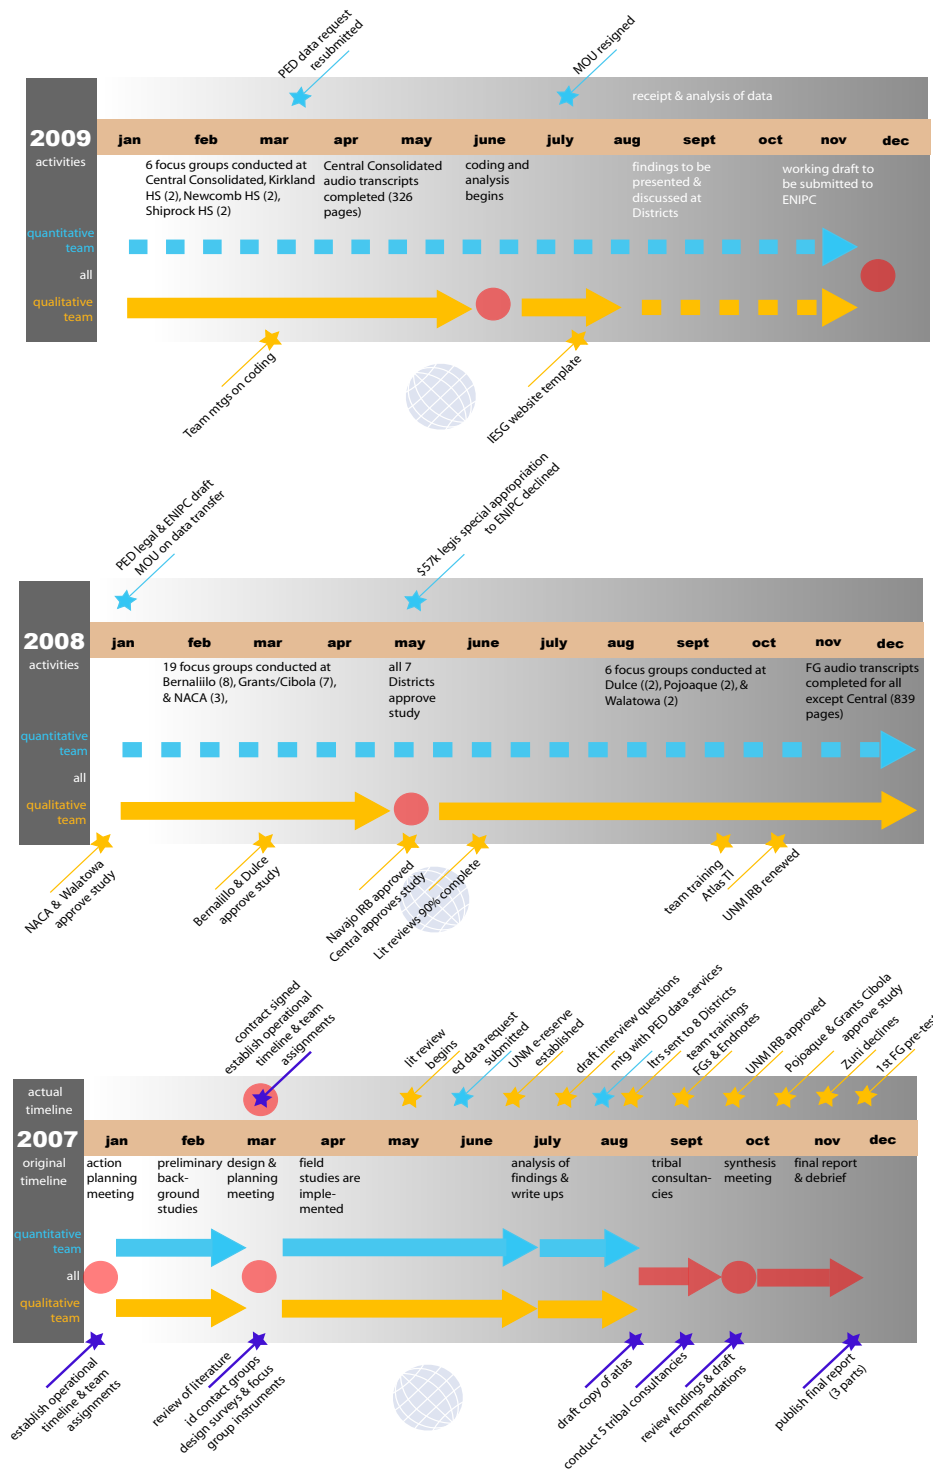 PED data request
resubmitted
MOU resigned
receipt & analysis of data
2009
activities
jan feb mar apr may june july aug sept oct nov dec
6 focus groups conducted at
Central Consolidated, Kirkland
HS (2), Newcomb HS (2),
Shiprock HS (2)
Central Consolidated
audio transcripts
completed (326
pages)
coding and
analysis
begins
findings to be
presented &
discussed at
Districts
working draft to
be submitted to
ENIPC
quantitative
team
all
qualitative
team
Team mtgs on coding
IESG website template
PED legal & ENIPC draft
MOU on data transfer
$57k legis special appropriation
to ENIPC declined
2008
activities
jan feb mar apr may june july aug sept oct nov dec
19 focus groups conducted at
Bernaliilo (8), Grants/Cibola (7),
& NACA (3),
all 7
Districts
approve
study
6 focus groups conducted at
Dulce ((2), Pojoaque (2), &
Walatowa (2)
FG audio transcripts
completed for all
except Central (839
pages)
quantitative
team
all
qualitative
team
NACA & Walatowa
approve study
Bernalillo & Dulce
approve study
Navajo IRB approved
Central approves study
Lit reviews 90% complete
team training
Atlas TI
UNM IRB renewed
contract signed
establish operational
timeline & team
assignments
lit review
begins
ed data request
submitted
UNM e-reserve
established
draft interview questions
mtg with PED data services
ltrs sent to 8 Districts
team trainings
FGs & Endnotes
UNM IRB approved
Pojoaque & Grants Cibola
approve study
Zuni declines
1st FG pre-test
actual
timeline
2007
original
timeline
jan feb mar apr may june july aug sept oct nov dec
action
planning
meeting
preliminary
back-
ground
studies
design &
planning
meeting
field
studies are
imple-
mented
analysis of
findings &
write ups
tribal
consultan-
cies
synthesis
meeting
final report
& debrief
quantitative
team
all
qualitative
team
establish operational
timeline & team
assignments
review of literature
id contact groups
design surveys & focus
group instruments
draft copy of atlas
conduct 5 tribal consultancies
review findings & draft
recommendations
publish final report
(3 parts)